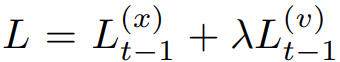 L = L_{t-1}^{(x)} + λL_{t-1}^{(v)}